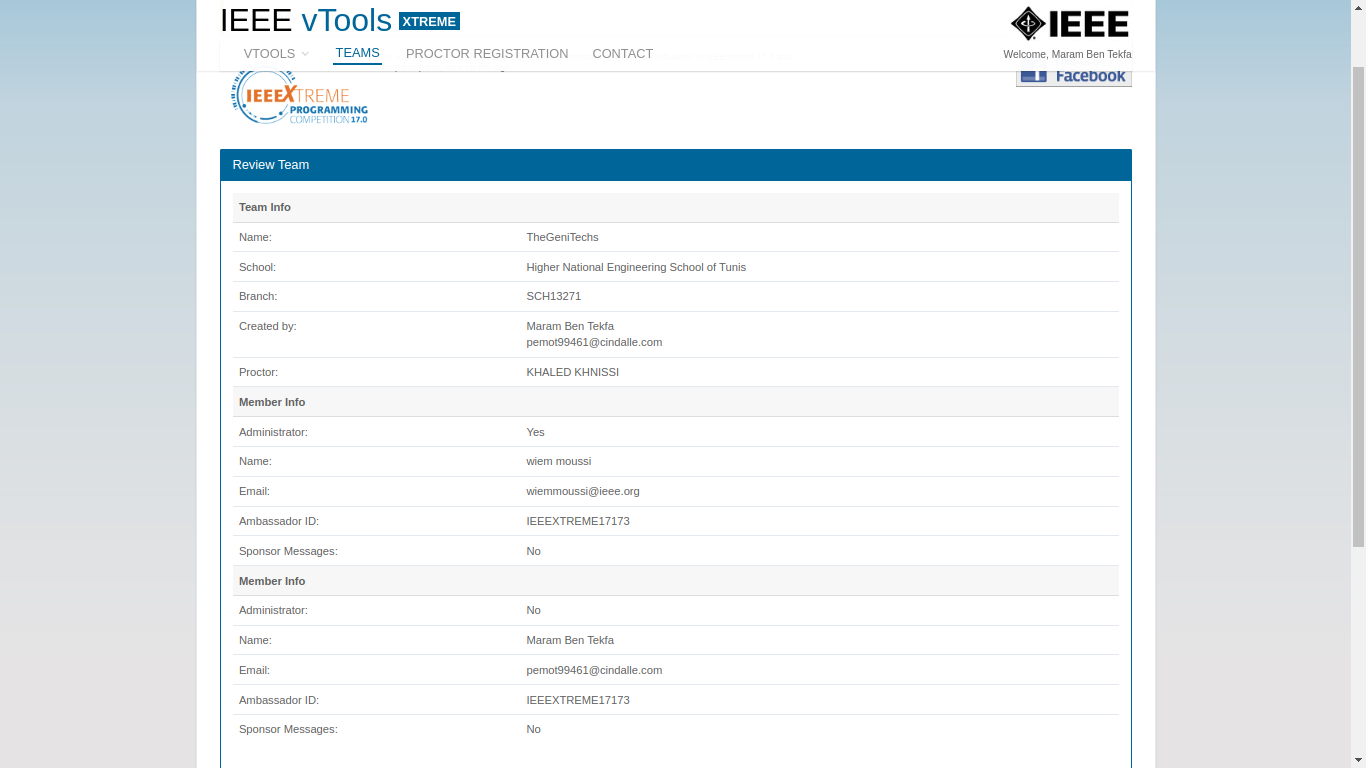 IEEE vTools XTREME
IEEE
VTOOLS
TEAMS
PROCTOR REGISTRATION
CONTACT
Welcome, Maram Ben Tekfa
IEEEXTREME
PROGRAMMING
COMPETITION 17.0
Facebook
Review Team
Team Info
Name: TheGeniTechs
School: Higher National Engineering School of Tunis
Branch: SCH13271
Created by: Maram Ben Tekfa
pemot99461@cindalle.com
Proctor: KHALED KHNISSI
Member Info
Administrator: Yes
Name: wiem moussi
Email: wiemmoussi@ieee.org
Ambassador ID: IEEEXTREME17173
Sponsor Messages: No
Member Info
Administrator: No
Name: Maram Ben Tekfa
Email: pemot99461@cindalle.com
Ambassador ID: IEEEXTREME17173
Sponsor Messages: No